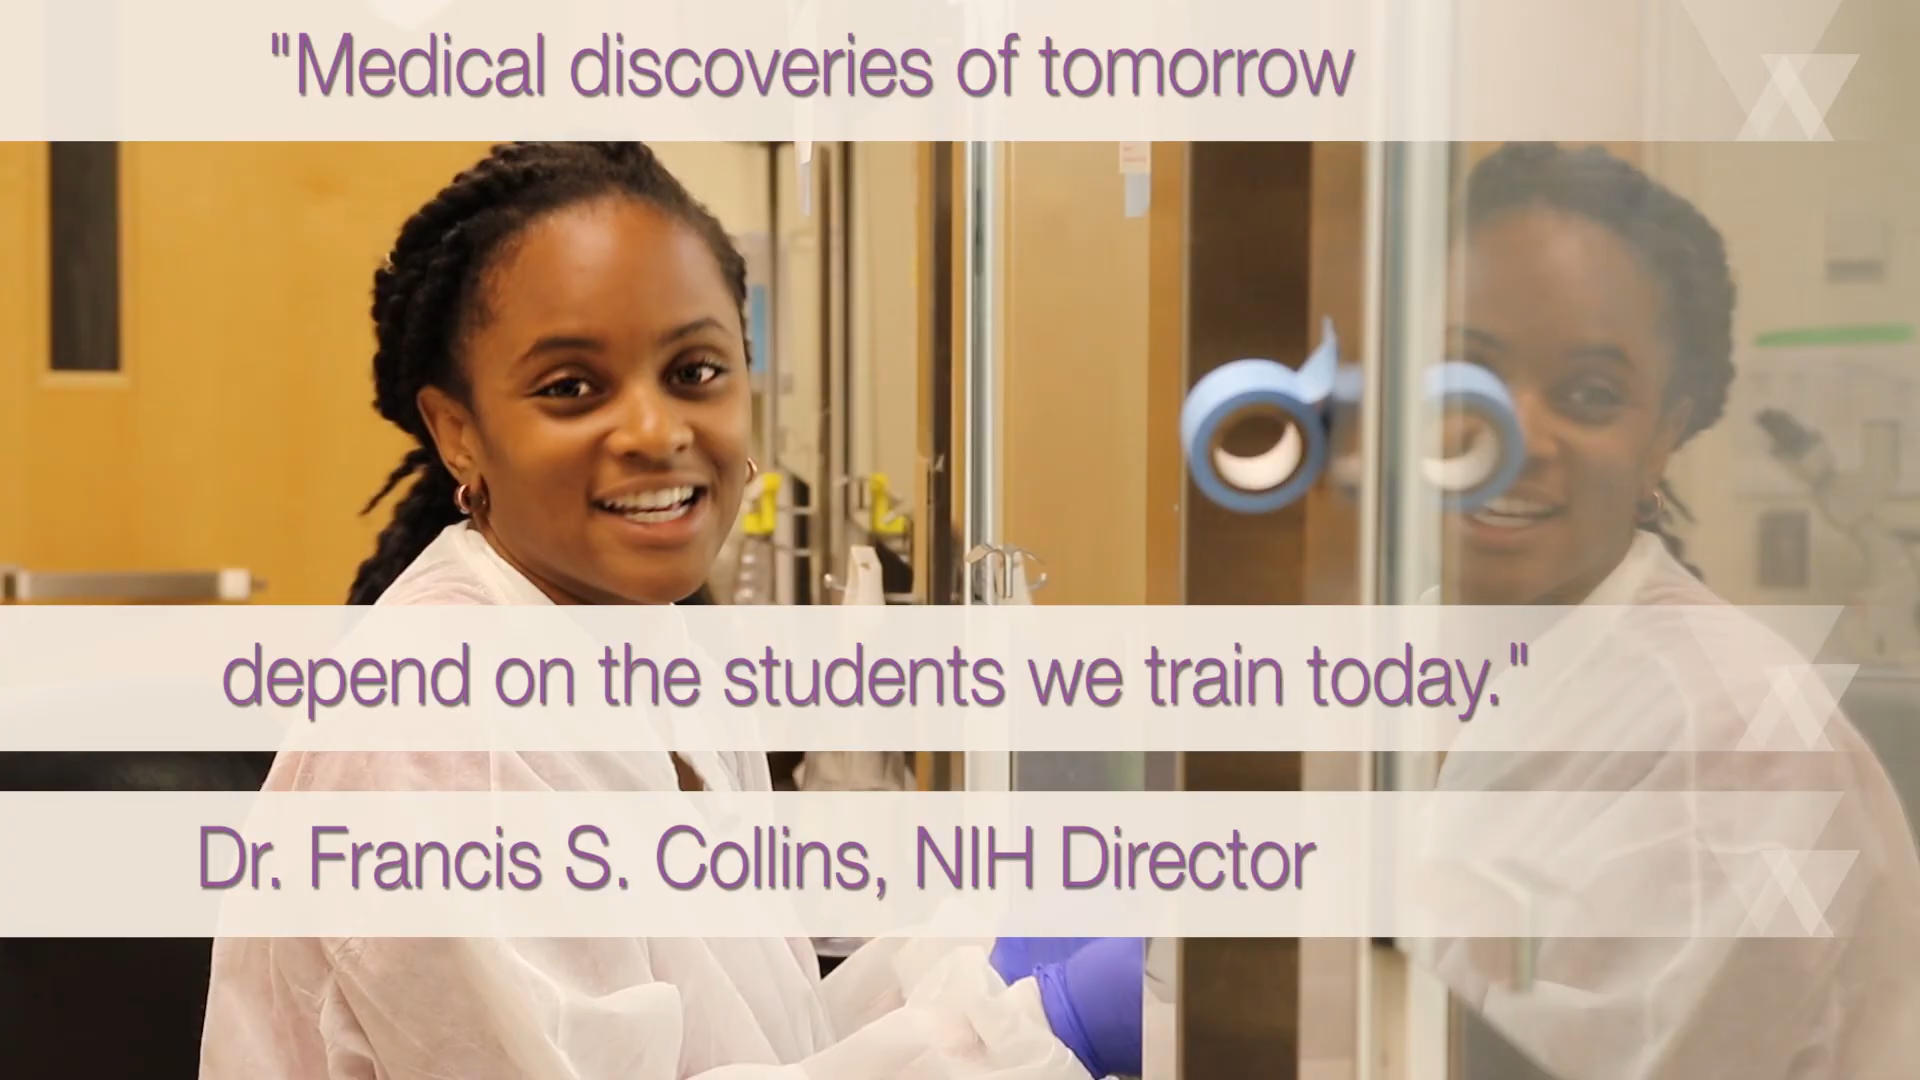 "Medical discoveries of tomorrow
depend on the students we train today."
Dr. Francis S. Collins, NIH Director